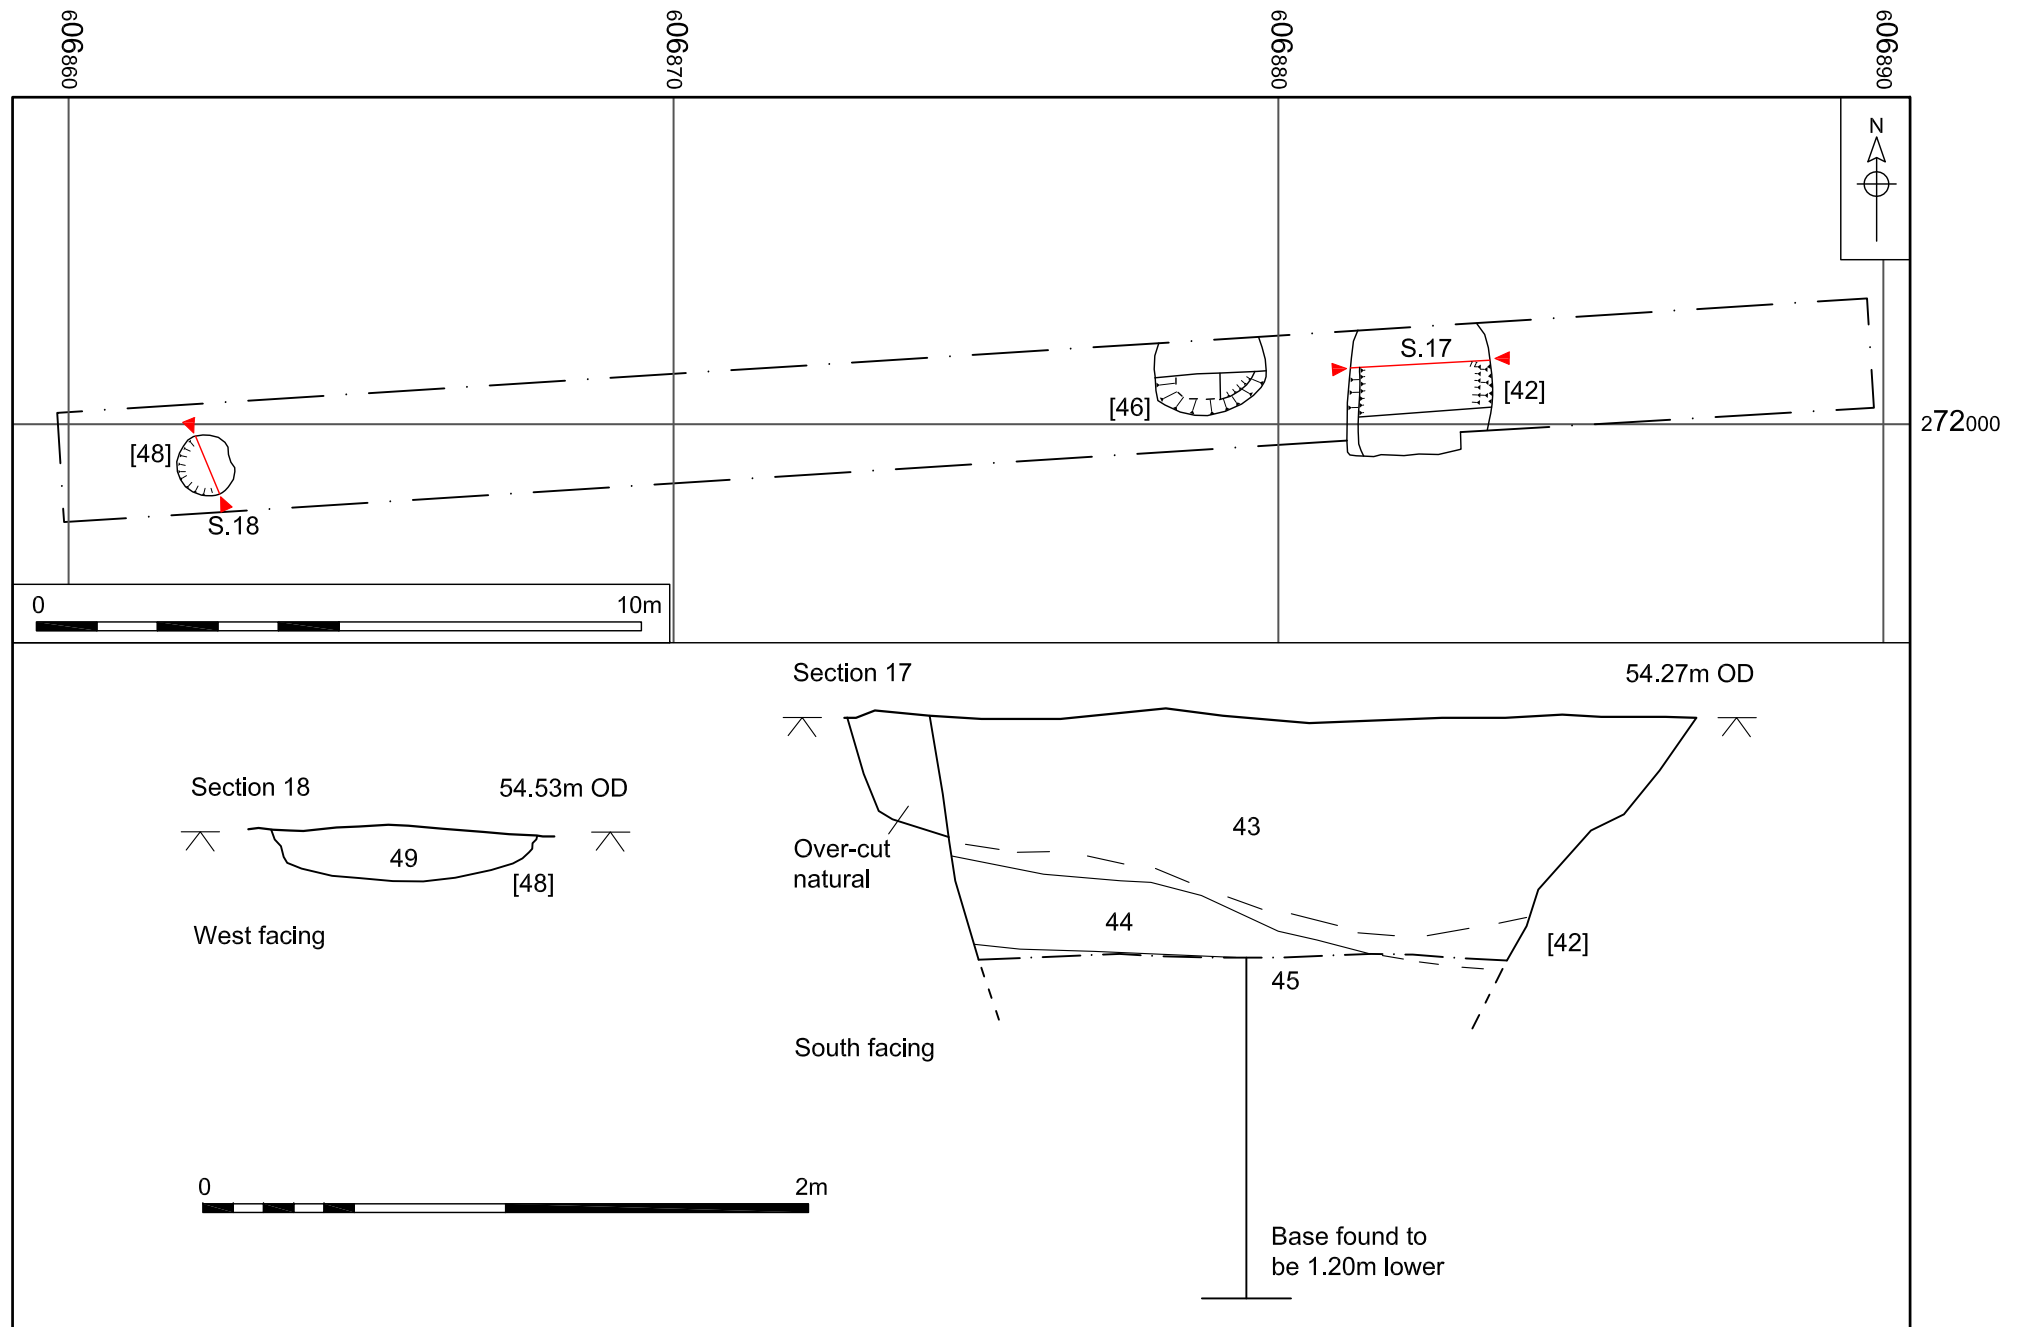 606860
606870
606880
606890
N
S.17
[42]
[46]
272000
[48]
S.18
0
10m
Section 17
54.27m OD
Section 18
54.53m OD
43
Over-cut
natural
49
[48]
44
West facing
[42]
45
South facing
0
2m
Base found to
be 1.20m lower